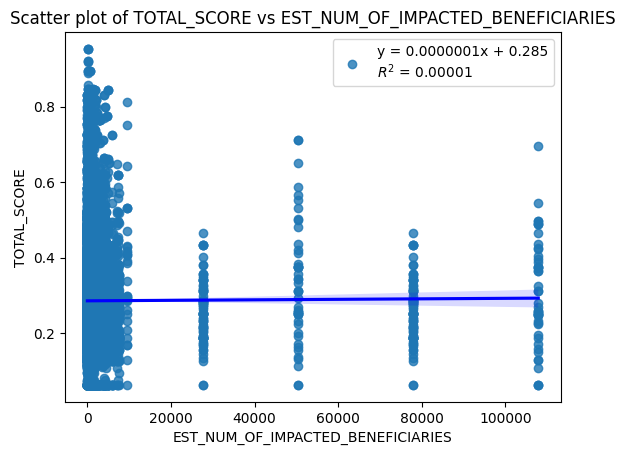 Scatter plot of TOTAL_SCORE vs EST_NUM_OF_IMPACTED_BENEFICIARIES
y = 0.0000001x + 0.285
R² = 0.00001
TOTAL_SCORE
0.8
0.6
0.4
0.2
0 20000 40000 60000 80000 100000
EST_NUM_OF_IMPACTED_BENEFICIARIES